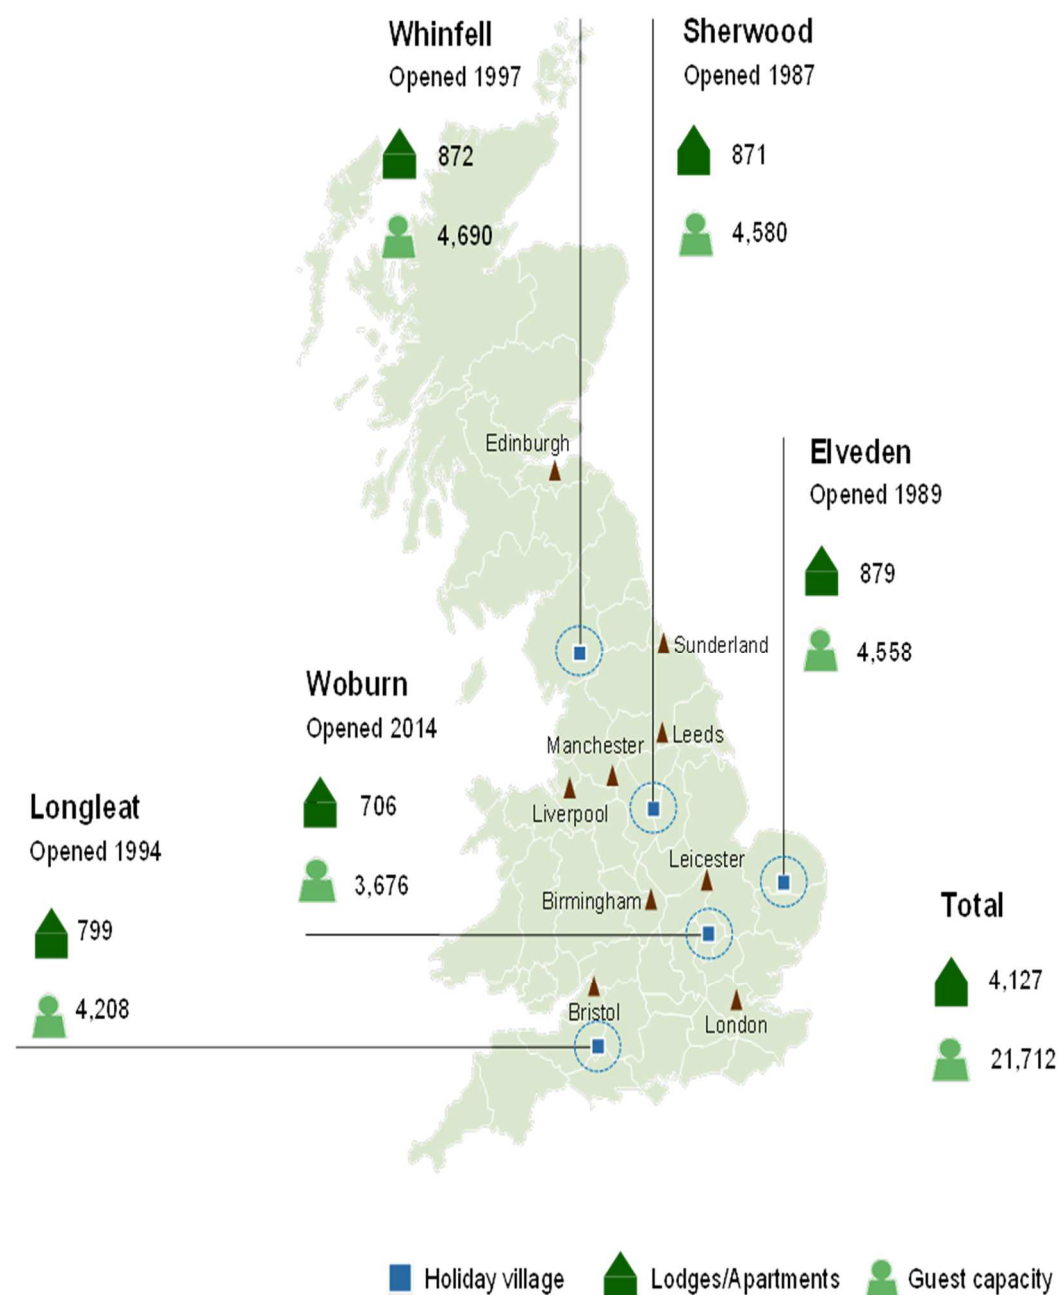 Whinfell
Opened 1997
872
4,690
Sherwood
Opened 1987
871
4,580
Edinburgh
Elveden
Opened 1989
879
4,558
Sunderland
Woburn
Opened 2014
706
3,676
Leeds
Manchester
Liverpool
Longleat
Opened 1994
799
4,208
Leicester
Birmingham
Bristol
London
Total
4,127
21,712
Holiday village
Lodges/Apartments
Guest capacity